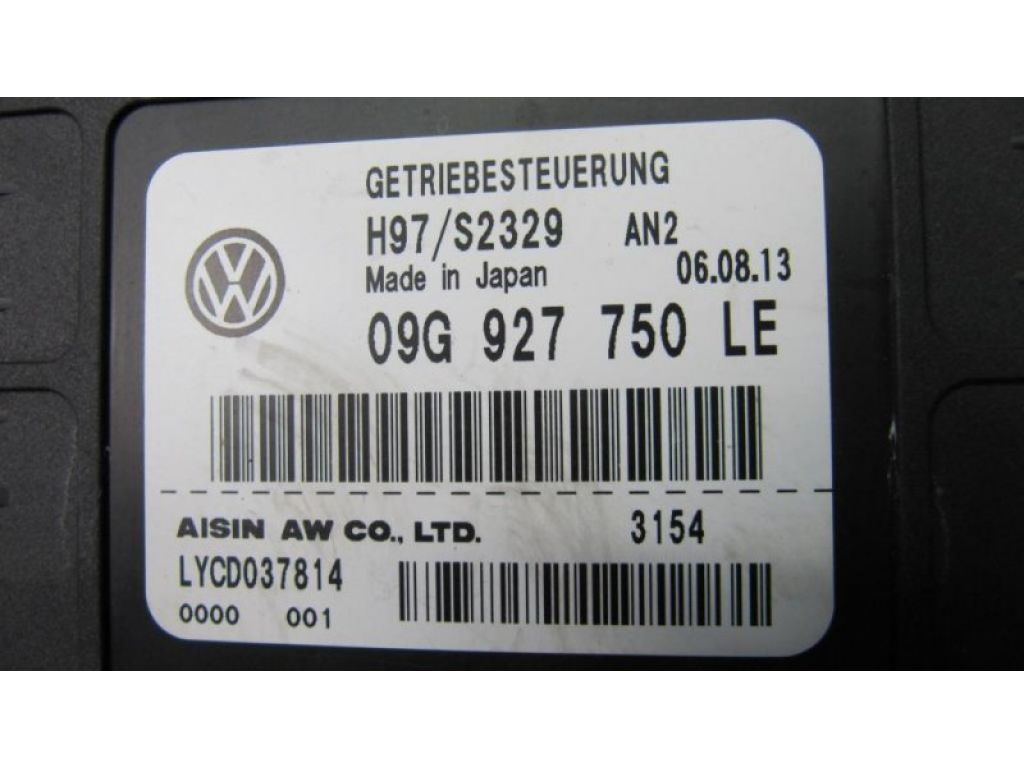 GETRIEBESTEUERUNG
H97/S2329 AN2
Made in Japan 06.08.13
09G 927 750 LE
AISIN AW CO., LTD. 3154
LYCD037814
0000 001